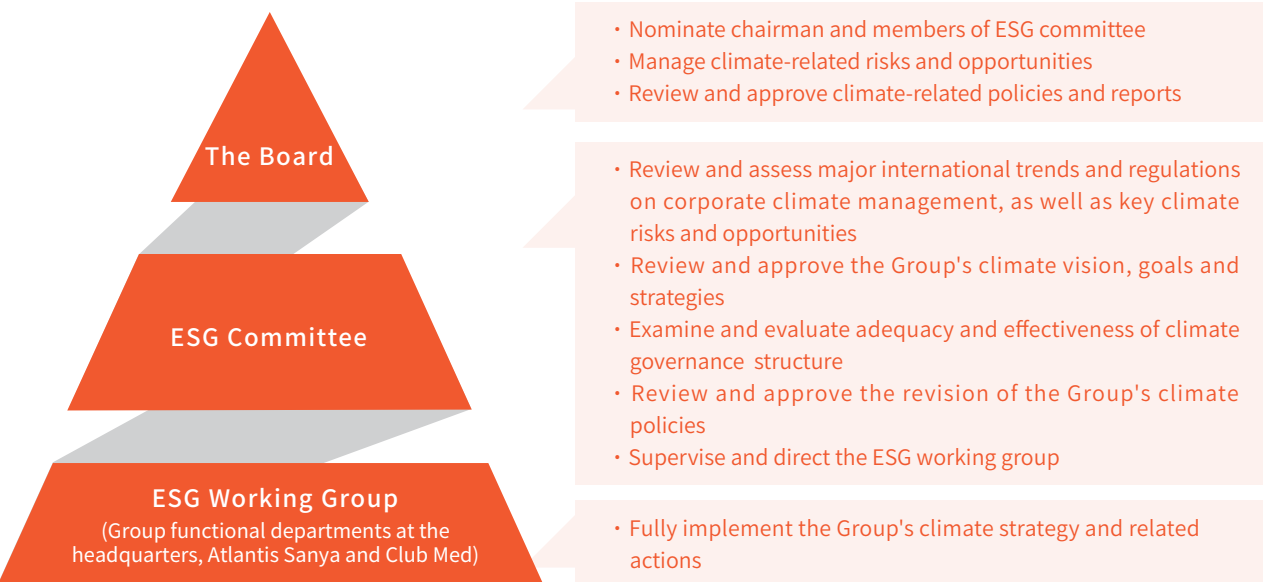 The Board
・Nominate chairman and members of ESG committee
・Manage climate-related risks and opportunities
・Review and approve climate-related policies and reports
ESG Committee
・Review and assess major international trends and regulations
on corporate climate management, as well as key climate
risks and opportunities
・Review and approve the Group's climate vision, goals and
strategies
・Examine and evaluate adequacy and effectiveness of climate
governance structure
・Review and approve the revision of the Group's climate
policies
・Supervise and direct the ESG working group
ESG Working Group
(Group functional departments at the
headquarters, Atlantis Sanya and Club Med)
・Fully implement the Group's climate strategy and related
actions